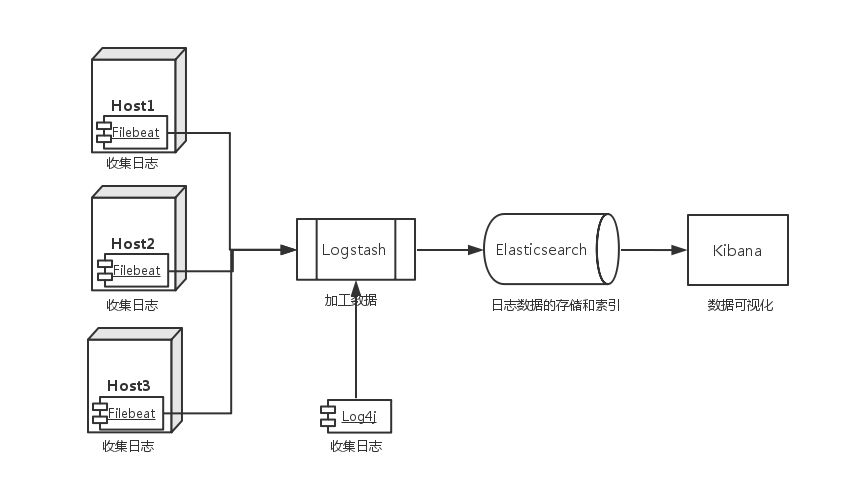 Host1
Filebeat
收集日志
Host2
Filebeat
收集日志
Host3
Filebeat
收集日志
Logstash
加工数据
Log4j
收集日志
Elasticsearch
日志数据的存储和索引
Kibana
数据可视化